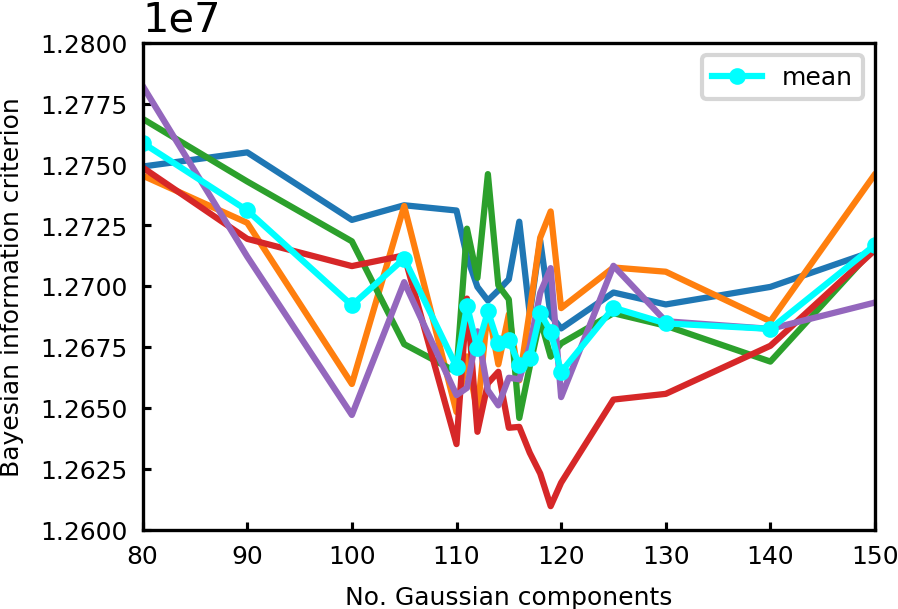 1e7
1.2800
1.2775
1.2750
1.2725
1.2700
1.2675
1.2650
1.2625
1.2600
Bayesian information criterion
mean
80 90 100 110 120 130 140 150
No. Gaussian components